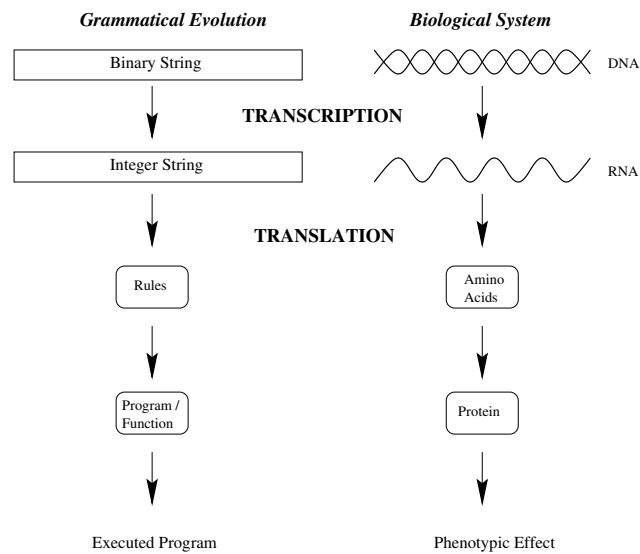 Grammatical Evolution
Biological System
Binary String
DNA
TRANSCRIPTION
Integer String
RNA
TRANSLATION
Rules
Amino
Acids
Program /
Function
Protein
Executed Program
Phenotypic Effect